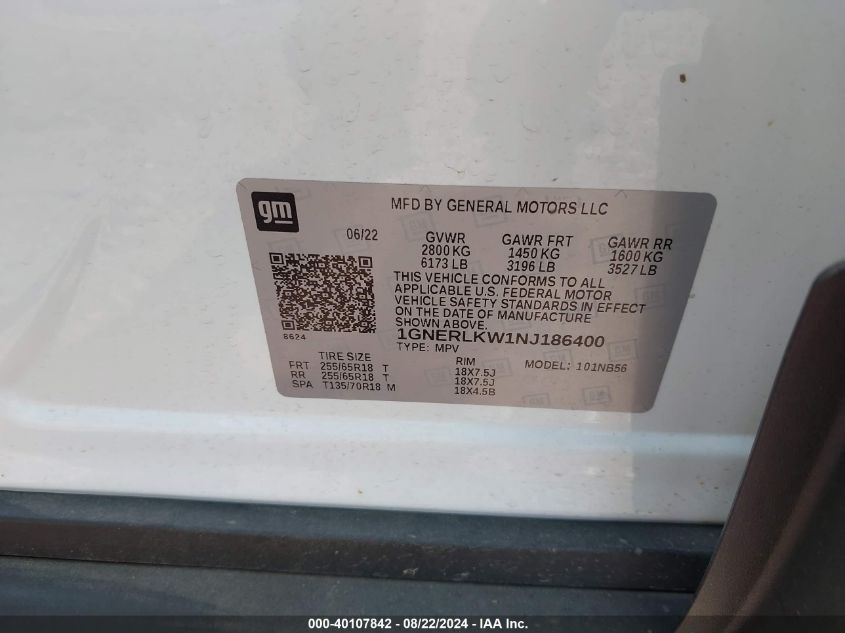 gm
MFD BY GENERAL MOTORS LLC
06/22
GVWR GAWR FRT GAWR RR
2800 KG 1450 KG 1600 KG
6173 LB 3196 LB 3527 LB
THIS VEHICLE CONFORMS TO ALL
APPLICABLE U.S. FEDERAL MOTOR
VEHICLE SAFETY STANDARDS IN EFFECT
ON THE DATE OF MANUFACTURE
SHOWN ABOVE.
8624
1GNERLKW1NJ186400
TYPE: MPV
TIRE SIZE RIM MODEL: 101NB56
FRT 255/65R18 T 18X7.5J
RR 255/65R18 T 18X7.5J
SPA T135/70R18 M 18X4.5B
000-40107842 - 08/22/2024 - IAA Inc.